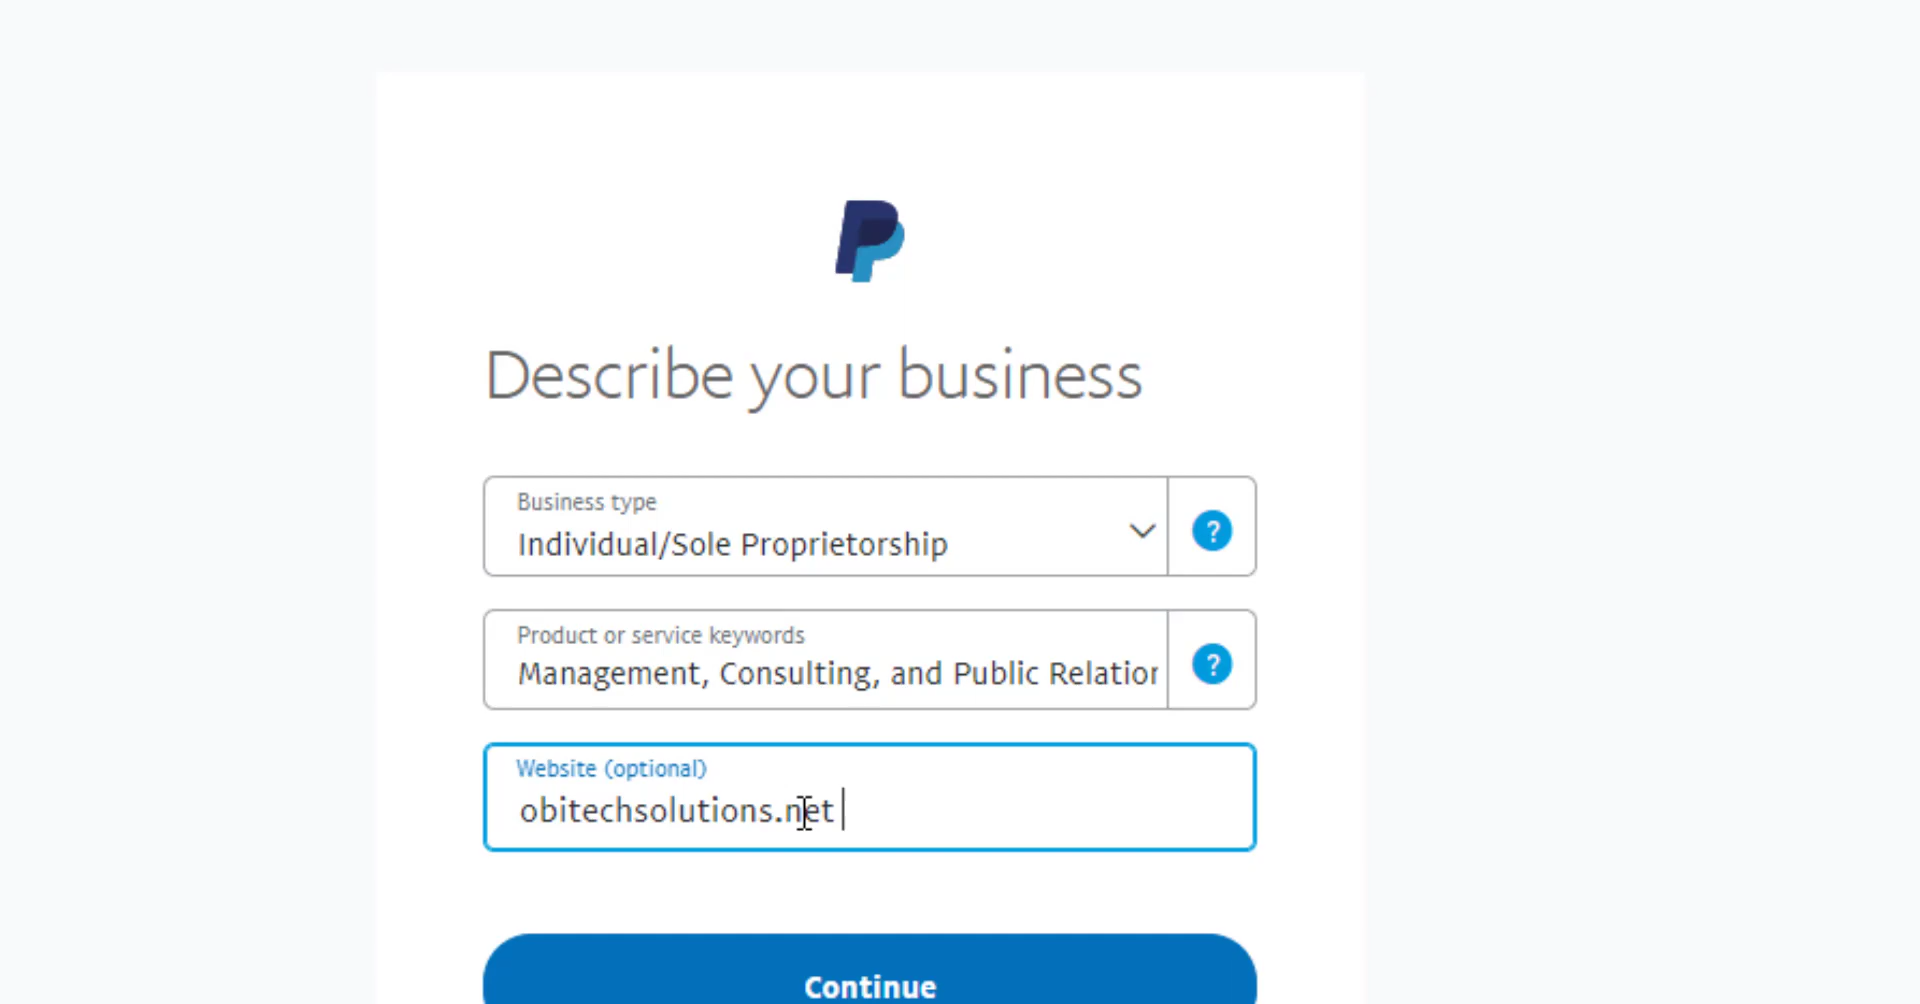 Describe your business
Business type
Individual/Sole Proprietorship
?
Product or service keywords
Management, Consulting, and Public Relation
?
Website (optional)
obitechsolutions.net
Continue